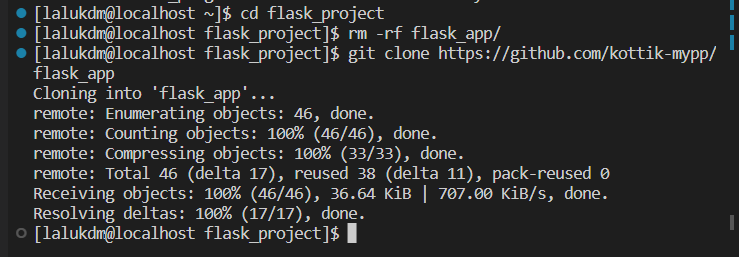 [lalukdm@localhost ~]$ cd flask_project
[lalukdm@localhost flask_project]$ rm -rf flask_app/
[lalukdm@localhost flask_project]$ git clone https://github.com/kottik-mypp/
flask_app
Cloning into 'flask_app'...
remote: Enumerating objects: 46, done.
remote: Counting objects: 100% (46/46), done.
remote: Compressing objects: 100% (33/33), done.
remote: Total 46 (delta 17), reused 38 (delta 11), pack-reused 0
Receiving objects: 100% (46/46), 36.64 KiB | 707.00 KiB/s, done.
Resolving deltas: 100% (17/17), done.
[lalukdm@localhost flask_project]$